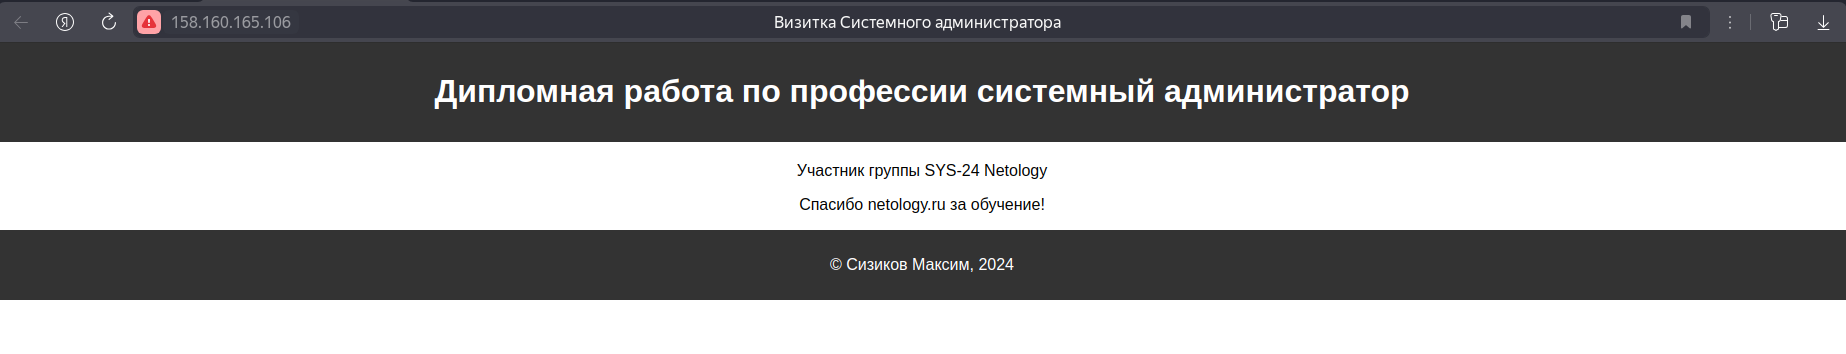 Я 158.160.165.106 Визитка Системного администратора
Дипломная работа по профессии системный администратор
Участник группы SYS-24 Netology
Спасибо netology.ru за обучение!
© Сизиков Максим, 2024